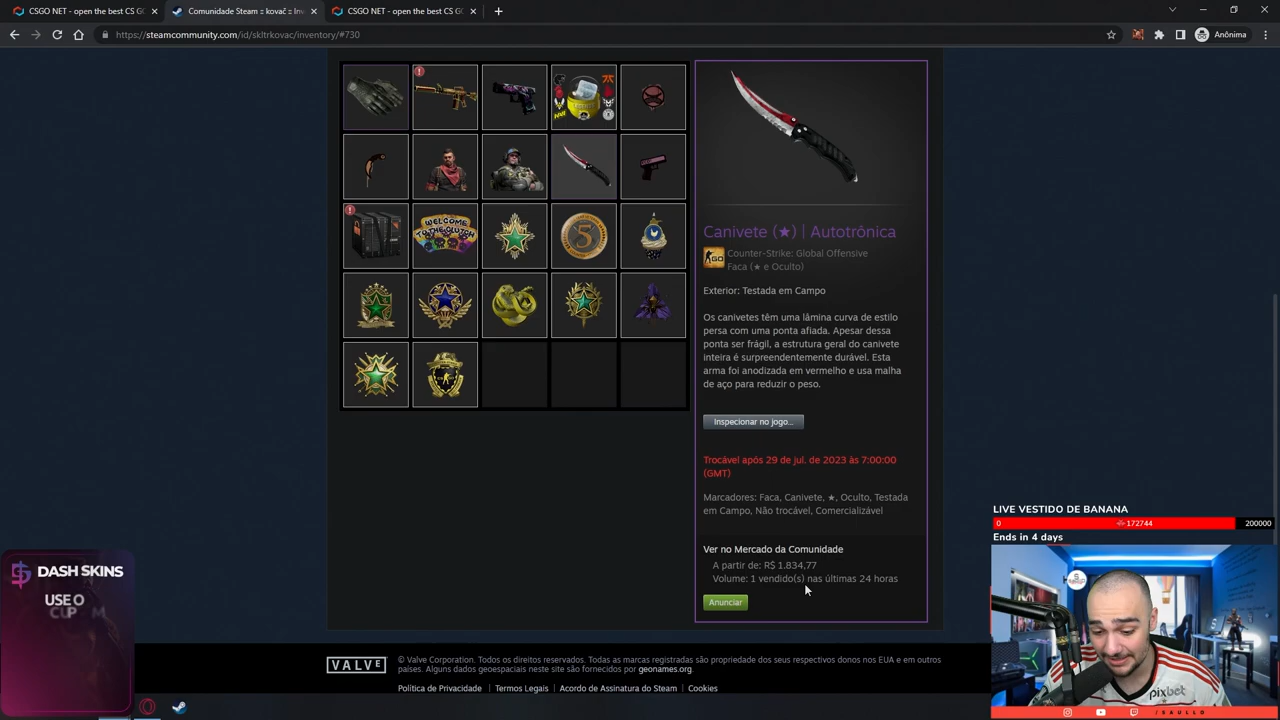 CSGO NET - open the best CS GO C
Comunidade Steam :: kovač :: Inv
CSGO NET - open the best CS GO C
https://steamcommunity.com/id/skltrkovac/inventory/#730
Anônima
Canivete (★) | Autotrônica
Counter-Strike: Global Offensive
Faca (★ e Oculto)
Exterior: Testada em Campo
Os canivetes têm uma lâmina curva de estilo
persa com uma ponta afiada. Apesar dessa
ponta ser frágil, a estrutura geral do canivete
inteira é surpreendentemente durável. Esta
arma foi anodizada em vermelho e usa malha
de aço para reduzir o peso.
Inspecionar no jogo...
Trocável após 29 de jul. de 2023 às 7:00:00
(GMT)
Marcadores: Faca, Canivete, ★, Oculto, Testada
em Campo, Não trocável, Comercializável
Ver no Mercado da Comunidade
A partir de: R$ 1.834,77
Volume: 1 vendido(s) nas últimas 24 horas
Anunciar
WELCOME
TO THE CLUTCH
5
GO
LIVE VESTIDO DE BANANA
0 172744 200000
Ends in 4 days
DASH SKINS
USE O
CUP
VALVE
© Valve Corporation. Todos os direitos reservados. Todas as marcas registradas são propriedade dos seus respectivos donos nos EUA e em outros
países. Alguns dados geoespaciais neste site são fornecidos por geonames.org.
Política de Privacidade | Termos Legais | Acordo de Assinatura do Steam | Cookies
pixbet
/SAULLO